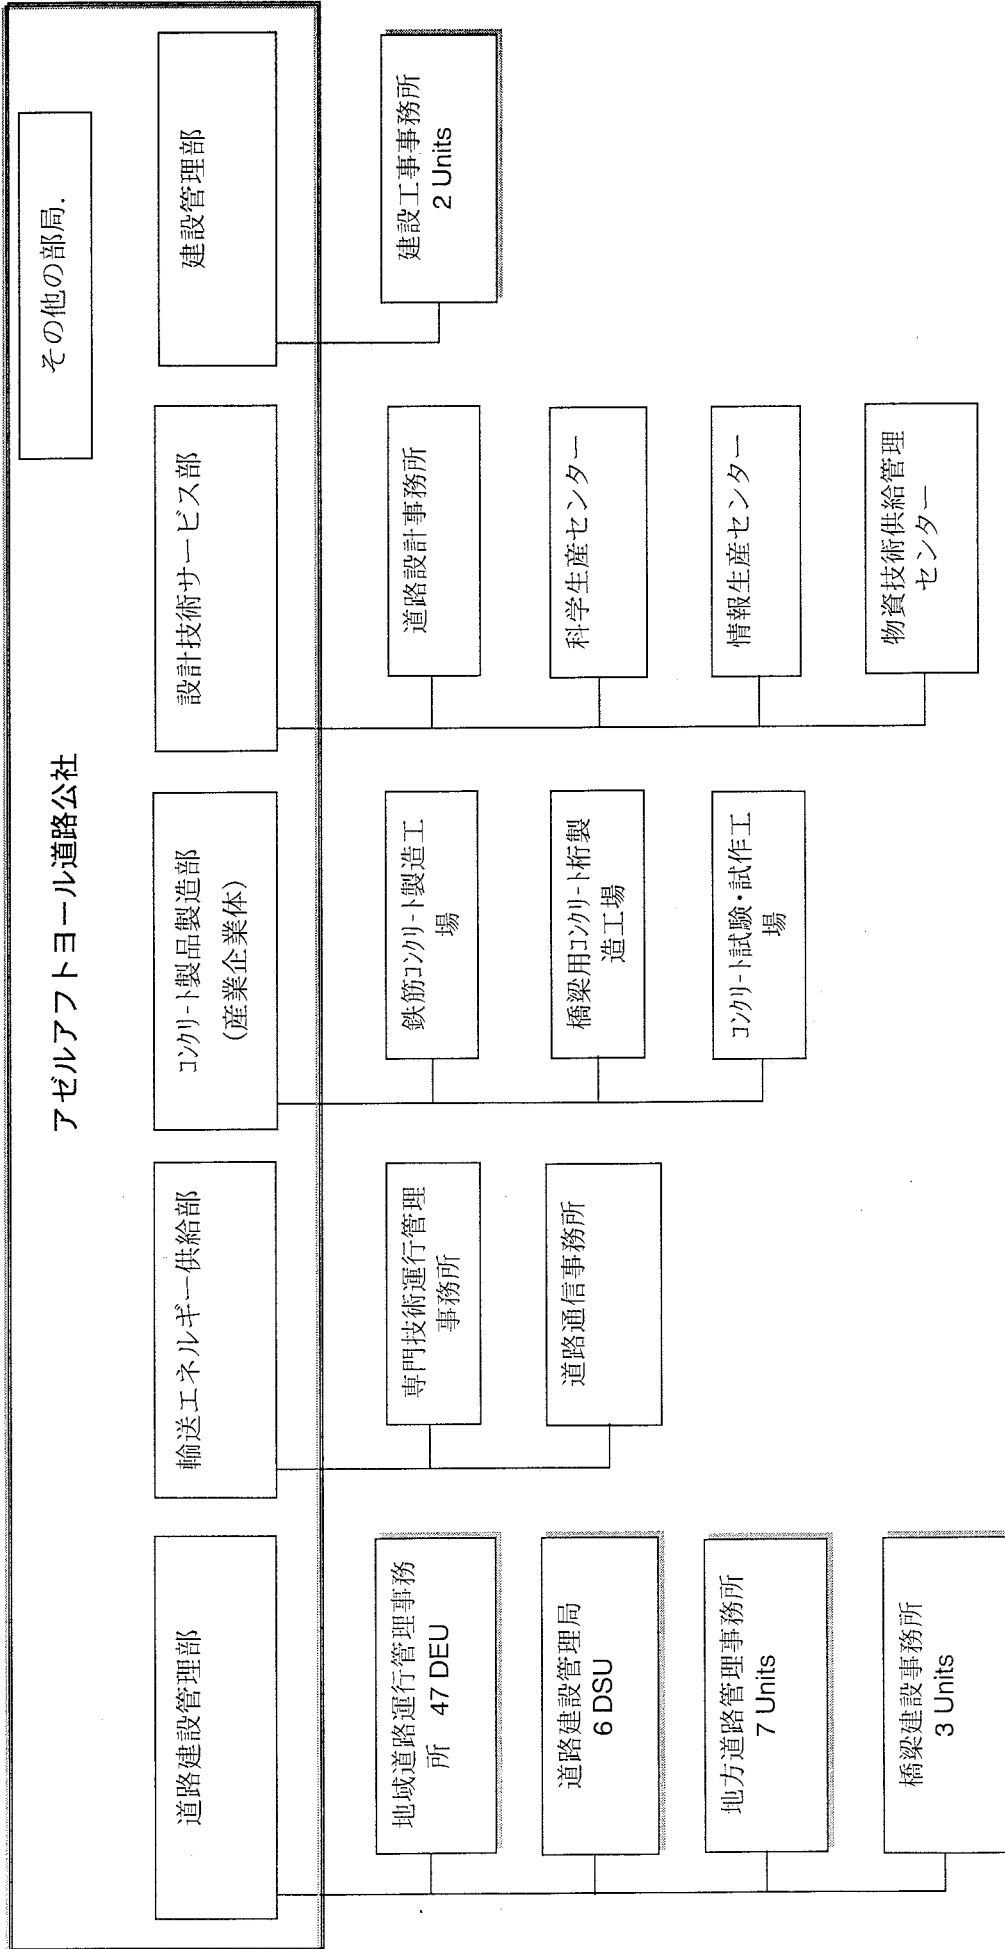 アゼルアフトヨール道路公社
その他の部局.
道路建設管理部
地域道路運行管理事務
所 47 DEU
道路建設管理局
6 DSU
地方道路管理事務所
7 Units
橋梁建設事務所
3 Units
輸送エネルギー供給部
専門技術運行管理
事務所
道路通信事務所
コンクリート製品製造部
(産業企業体)
鉄筋コンクリート製造工
場
橋梁用コンクリート桁製
造工場
コンクリート試験・試作工
場
設計技術サービス部
道路設計事務所
科学生産センター
情報生産センター
物資技術供給管理
センター
建設管理部
建設工事事務所
2 Units